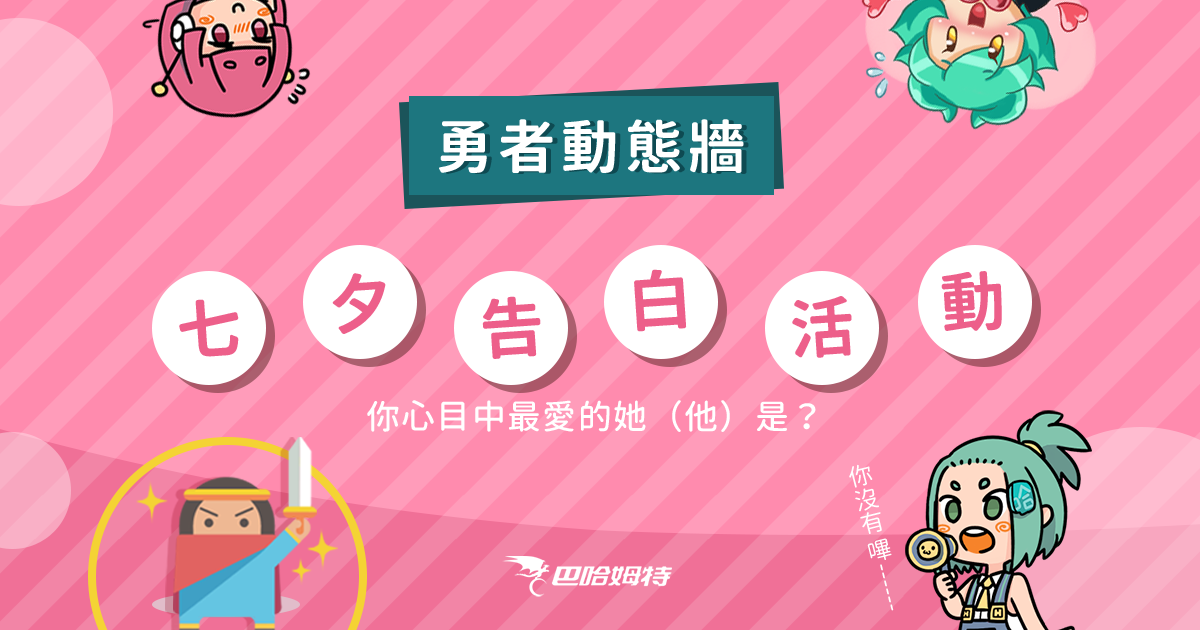 勇者動態牆
七夕告白活動
你心目中最愛的她（他）是？
哈
你沒有嗶-----
巴哈姆特